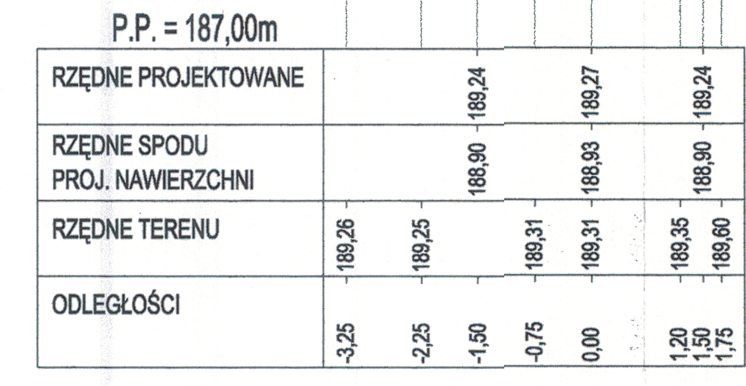 P.P. = 187,00m
RZĘDNE PROJEKTOWANE 189,24 189,27 189,24
RZĘDNE SPODU
PROJ. NAWIERZCHNI 188,90 188,93 188,90
RZĘDNE TERENU 189,26 189,25 189,31 189,31 189,35 189,60
ODLEGŁOŚCI -3,25 -2,25 -1,50 -0,75 0,00 1,20 1,50 1,75